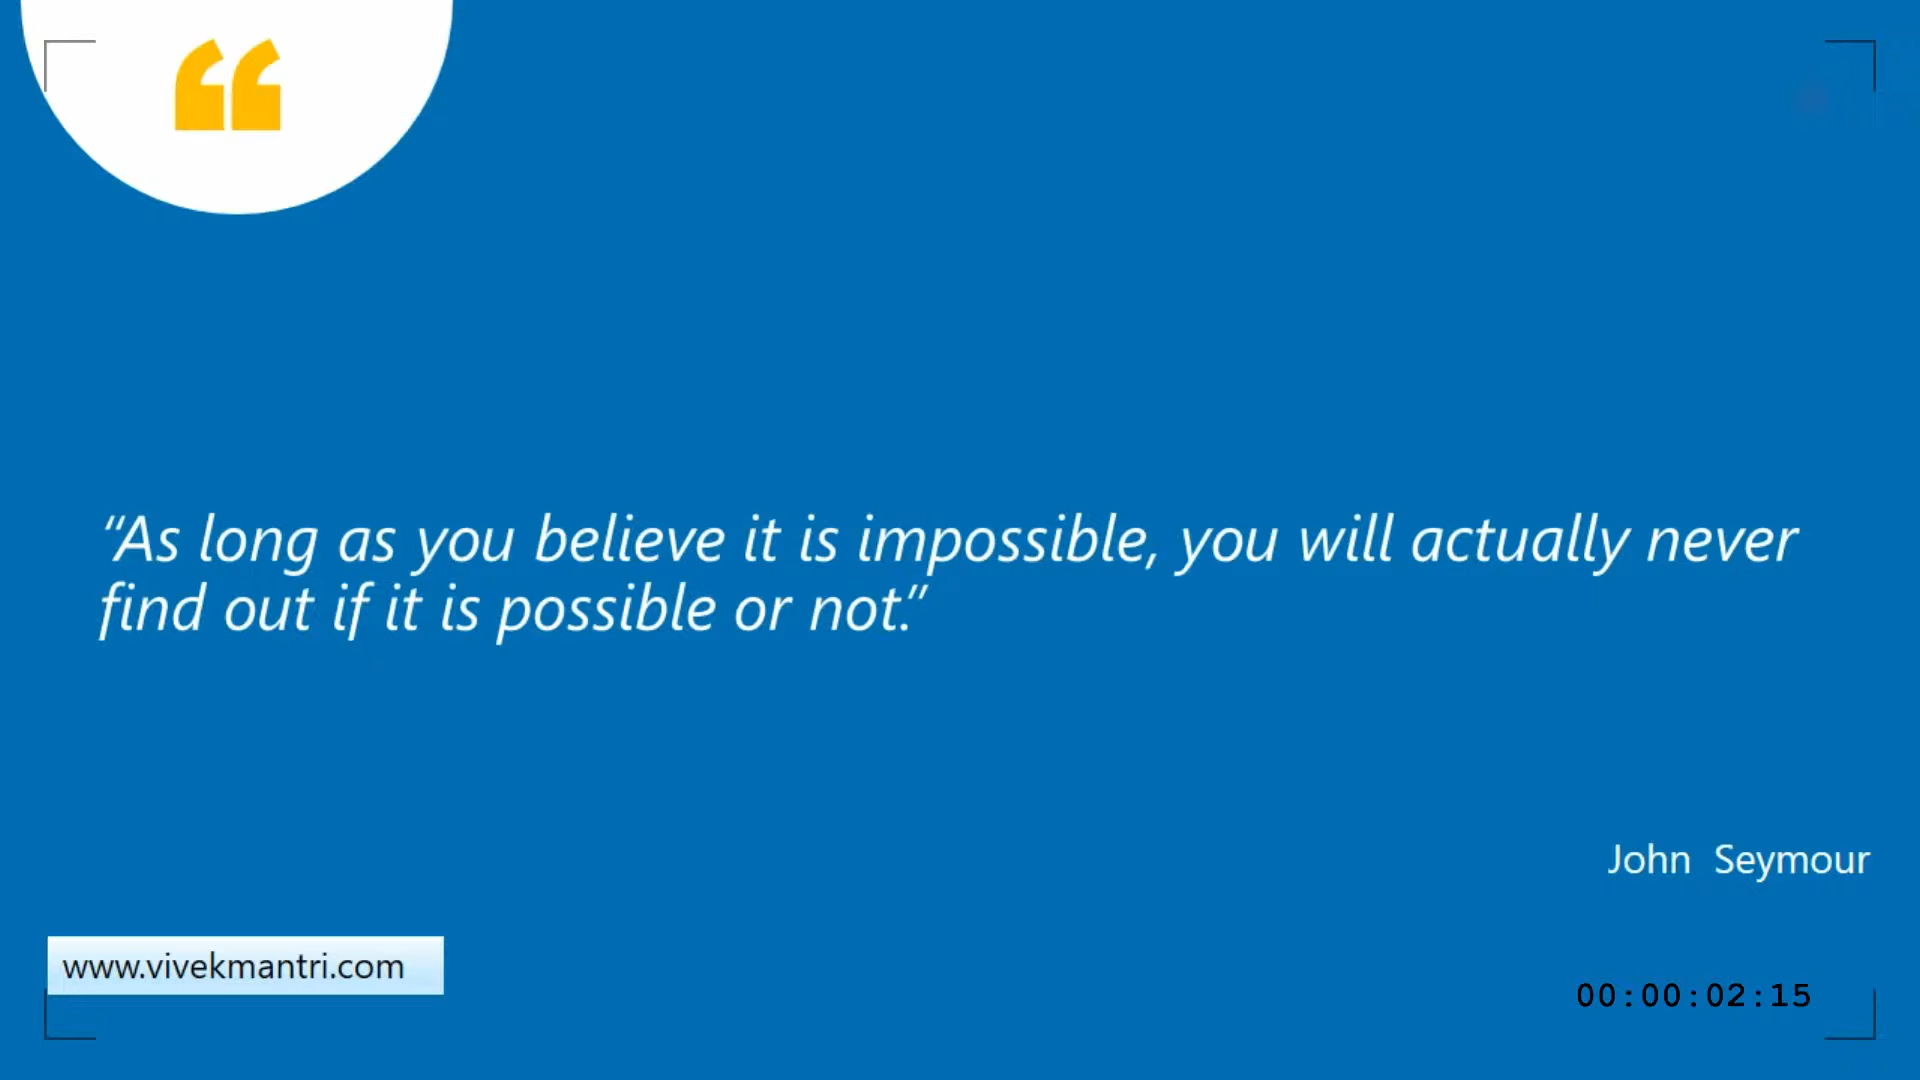 “As long as you believe it is impossible, you will actually never
find out if it is possible or not.”
John Seymour
www.vivekmantri.com
00:00:02:15